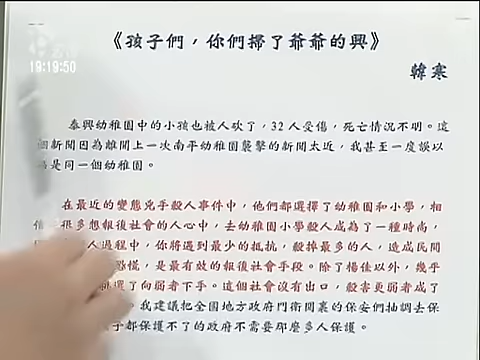 19:19:50
《孩子們，你們掃了爺爺的興》
韓寒
泰興幼稚園中的小孩也被人砍了，32人受傷，死亡情況不明。這
個新聞因為離開上一次南平幼稚園襲擊的新聞太近，我甚至一度誤以
為是同一個幼稚園。
在最近的變態兇手殺人事件中，他們都選擇了幼稚園和小學，相
很多想報復社會的人心中，去幼稚園小學殺人成為了一種時尚，
人過程中，你將遇到最少的抵抗，殺掉最多的人，造成民間
恐慌，是最有效的報復社會手段。除了楊佳以外，幾乎
選了向弱者下手。這個社會沒有出口，殺害更弱者成了
我建議把全國地方政府門衛間裏的保安們抽調去保
子都保護不了的政府不需要那麼多人保護。